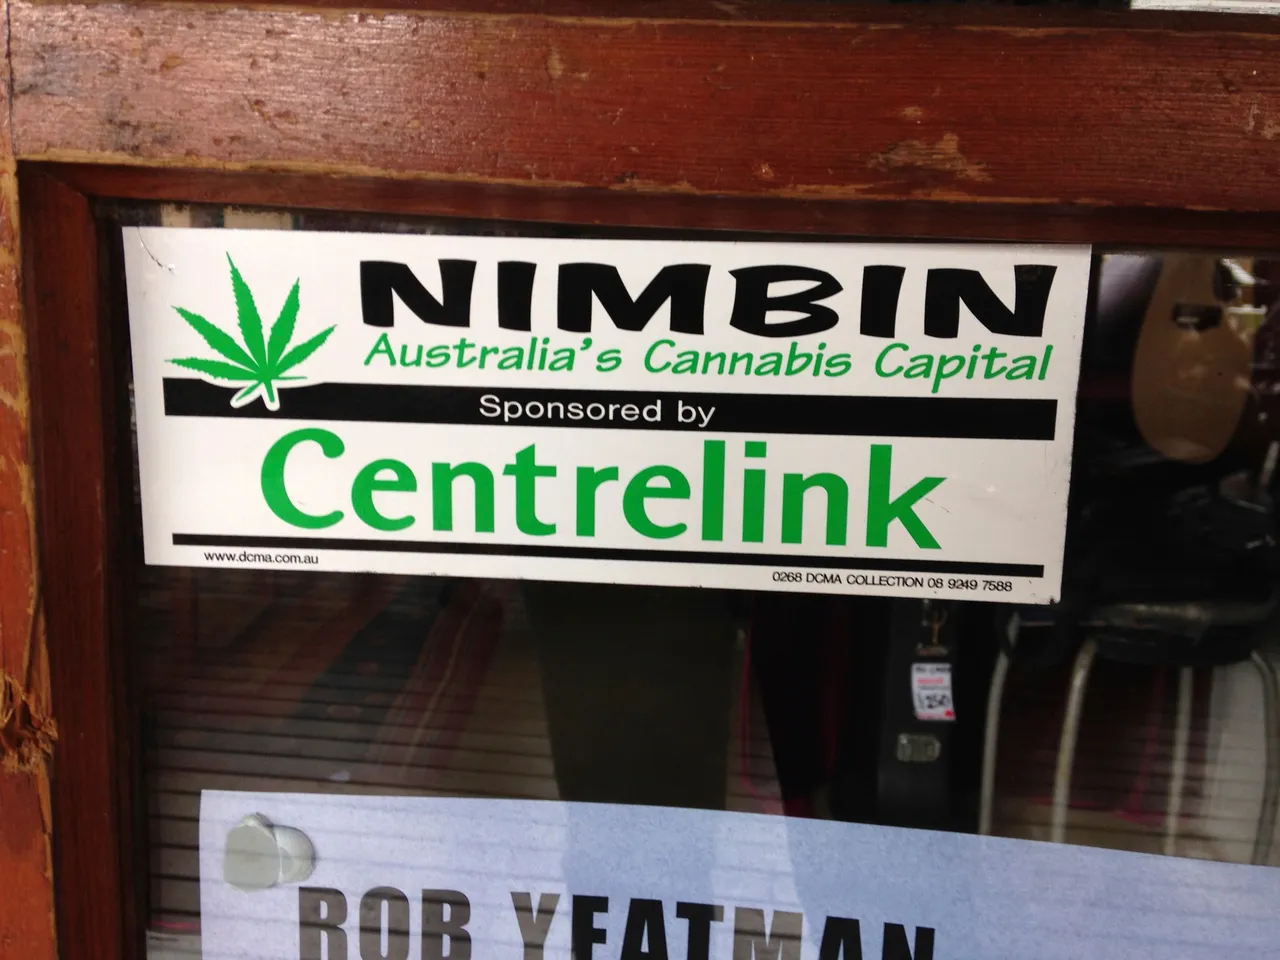 NIMBIN
Australia's Cannabis Capital
Sponsored by
Centrelink
www.dcma.com.au
0268 DCMA COLLECTION 08 9249 7588
ROB YEATMAN